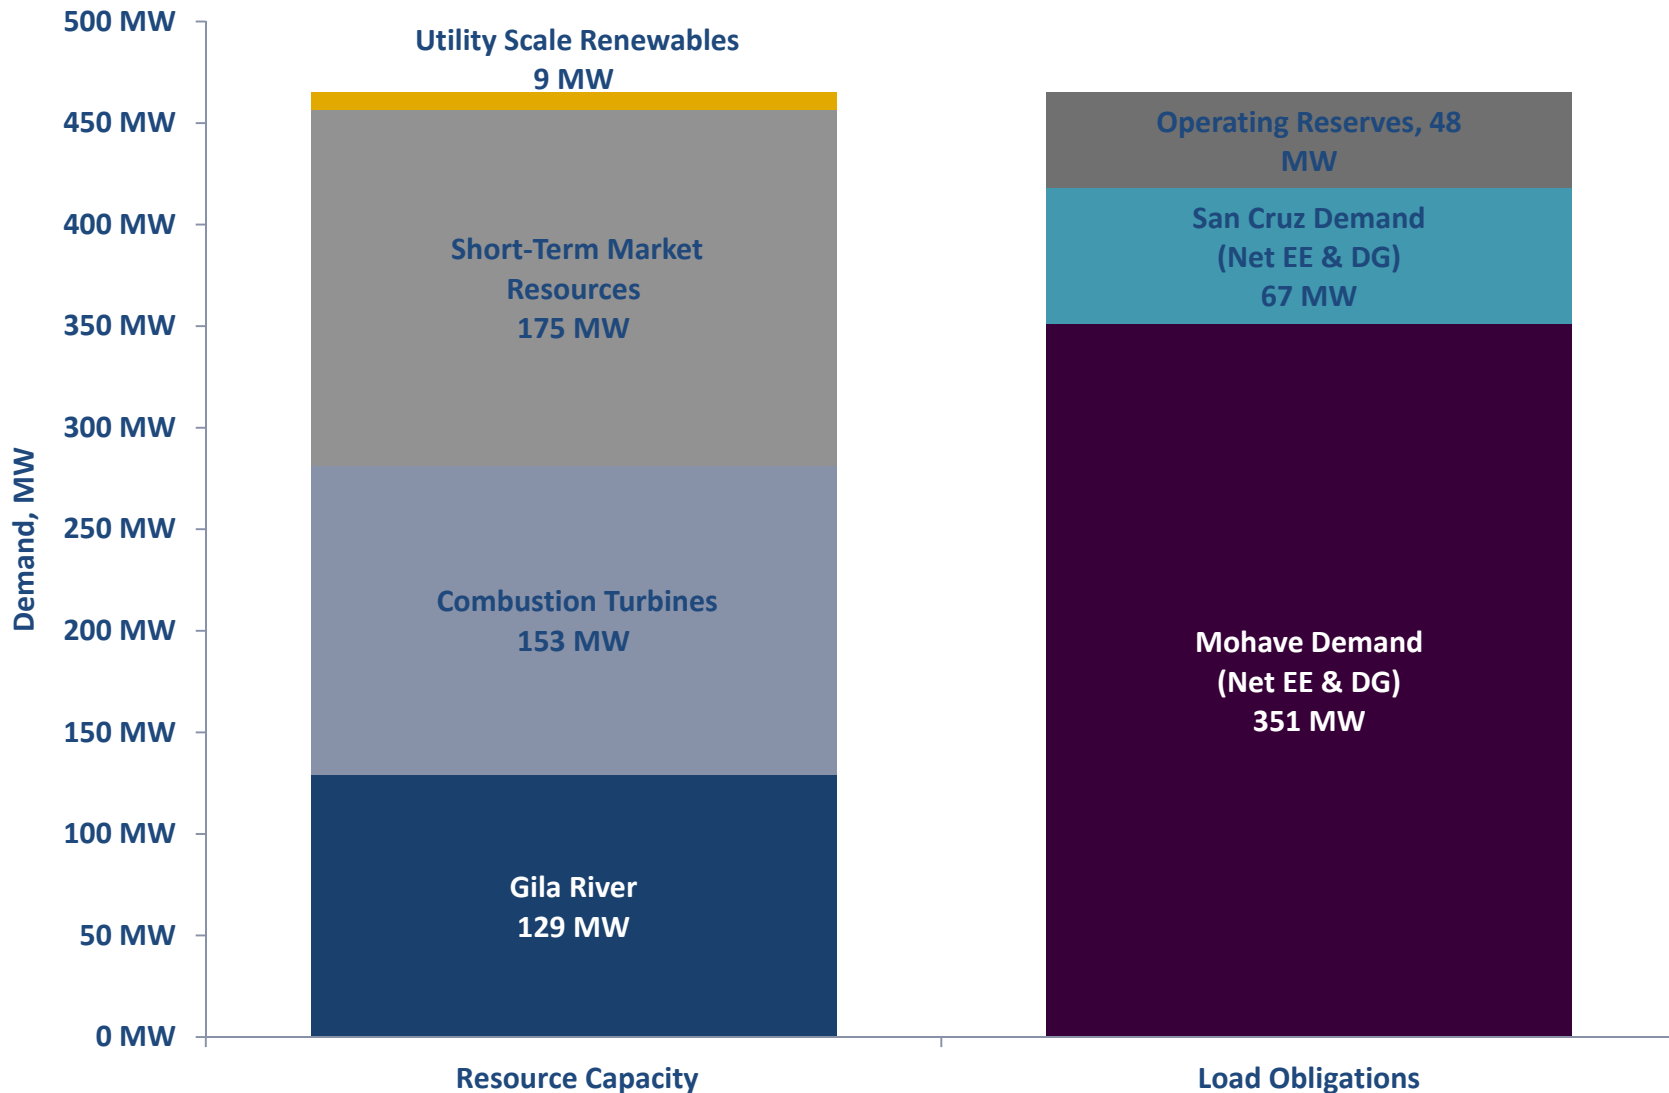 500 MW
450 MW
400 MW
350 MW
300 MW
250 MW
200 MW
150 MW
100 MW
50 MW
0 MW
Demand, MW
Utility Scale Renewables
9 MW
Short-Term Market
Resources
175 MW
Combustion Turbines
153 MW
Gila River
129 MW
Operating Reserves, 48
MW
San Cruz Demand
(Net EE & DG)
67 MW
Mohave Demand
(Net EE & DG)
351 MW
Resource Capacity
Load Obligations